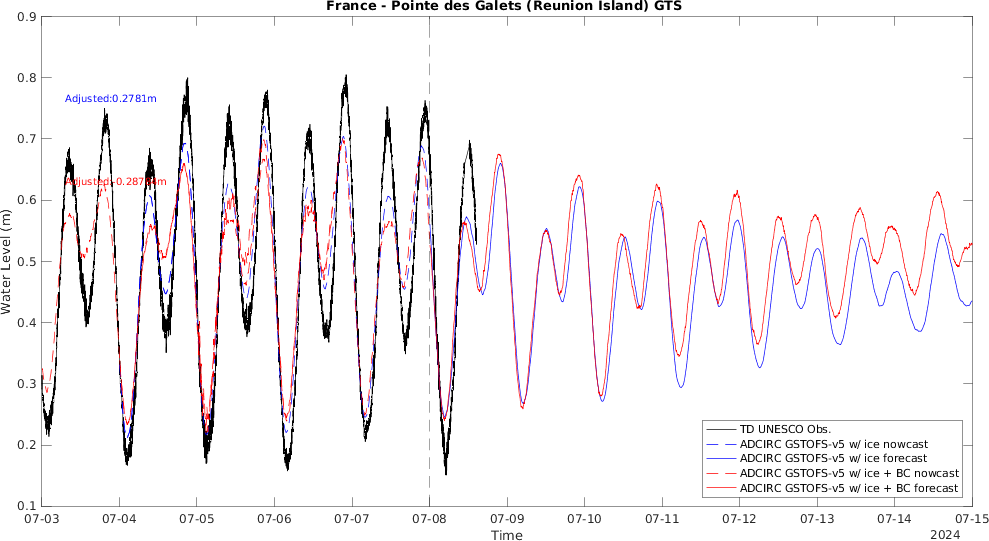 France - Pointe des Galets (Reunion Island) GTS
Water Level (m)
0.9
0.8
0.7
0.6
0.5
0.4
0.3
0.2
0.1
Adjusted:0.2781m
TD UNESCO Obs.
ADCIRC GSTOFS-v5 w/ ice nowcast
ADCIRC GSTOFS-v5 w/ ice forecast
ADCIRC GSTOFS-v5 w/ ice + BC nowcast
ADCIRC GSTOFS-v5 w/ ice + BC forecast
07-03 07-04 07-05 07-06 07-07 07-08 07-09 07-10 07-11 07-12 07-13 07-14 07-15
Time
2024